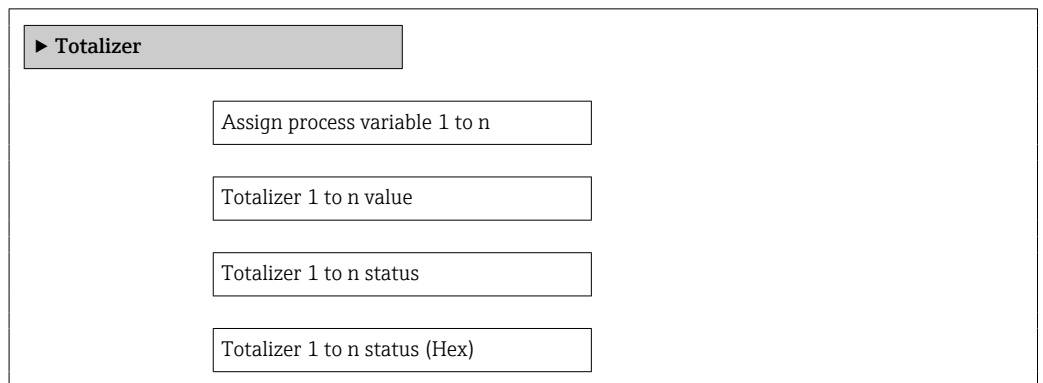 ▶ Totalizer
Assign process variable 1 to n
Totalizer 1 to n value
Totalizer 1 to n status
Totalizer 1 to n status (Hex)